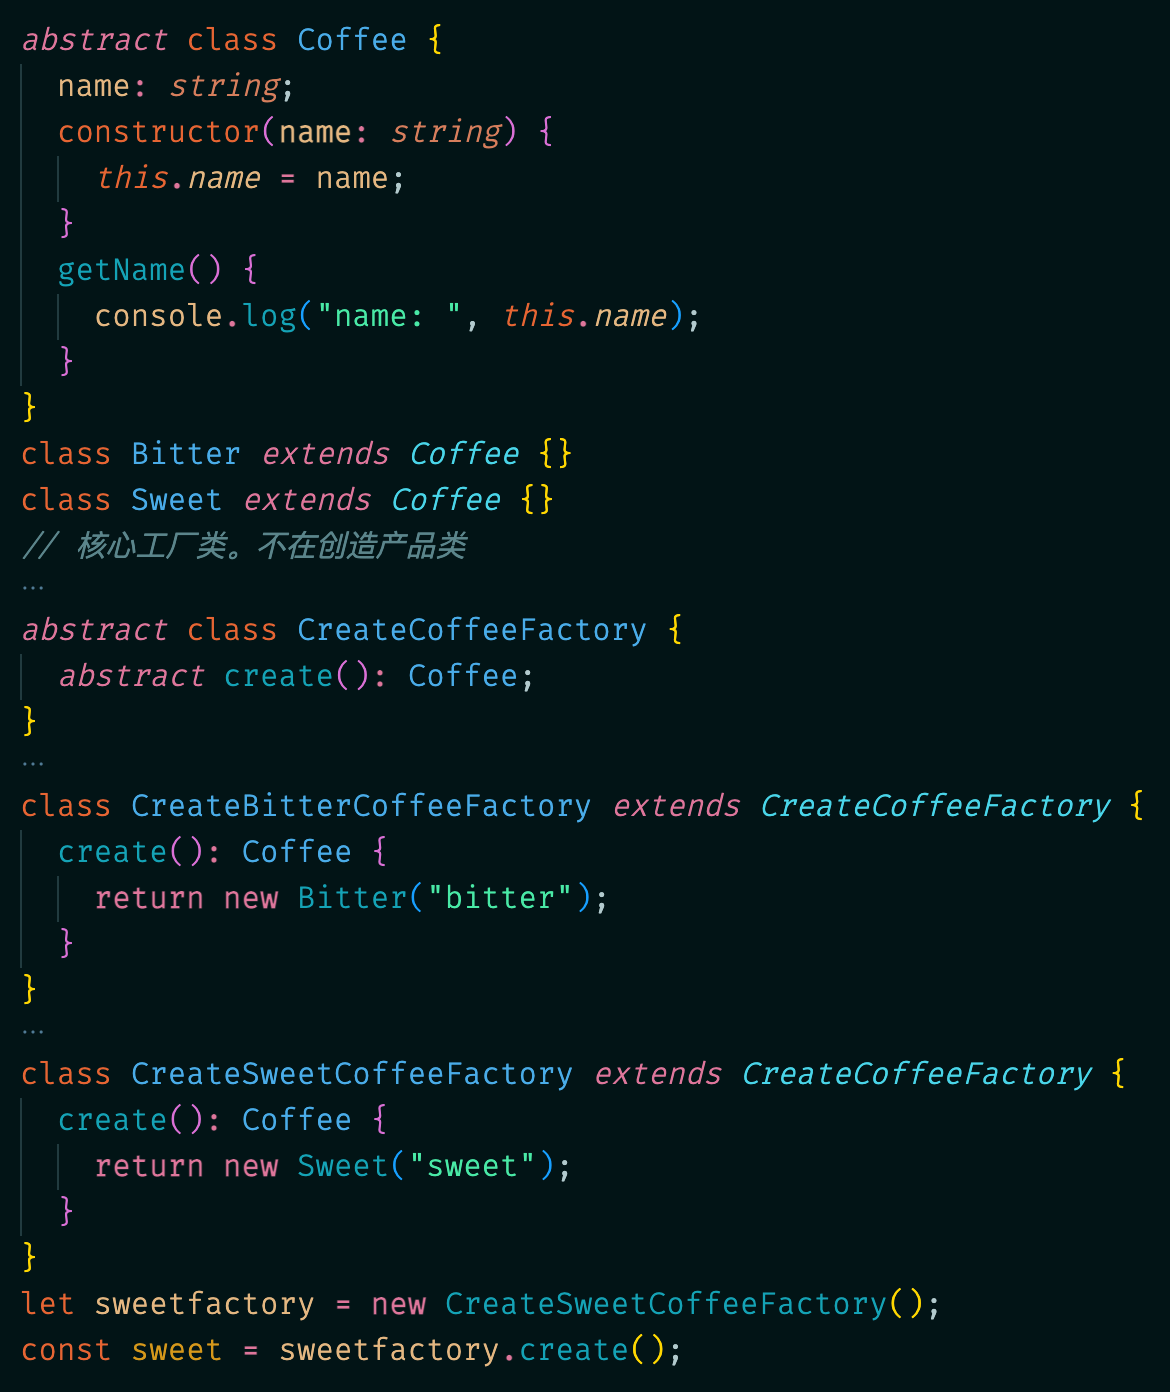 abstract class Coffee {
  name: string;
  constructor(name: string) {
    this.name = name;
  }
  getName() {
    console.log("name: ", this.name);
  }
}
class Bitter extends Coffee {}
class Sweet extends Coffee {}
// 核心工厂类。不在创造产品类
...
abstract class CreateCoffeeFactory {
  abstract create(): Coffee;
}
...
class CreateBitterCoffeeFactory extends CreateCoffeeFactory {
  create(): Coffee {
    return new Bitter("bitter");
  }
}
...
class CreateSweetCoffeeFactory extends CreateCoffeeFactory {
  create(): Coffee {
    return new Sweet("sweet");
  }
}
let sweetfactory = new CreateSweetCoffeeFactory();
const sweet = sweetfactory.create();